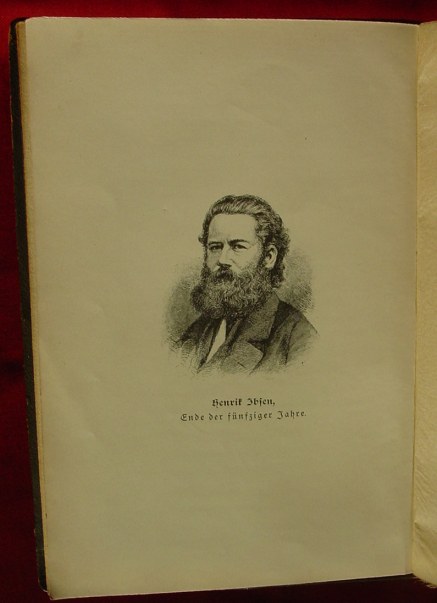 Henrik Ibsen,
Ende der fünfziger Jahre.